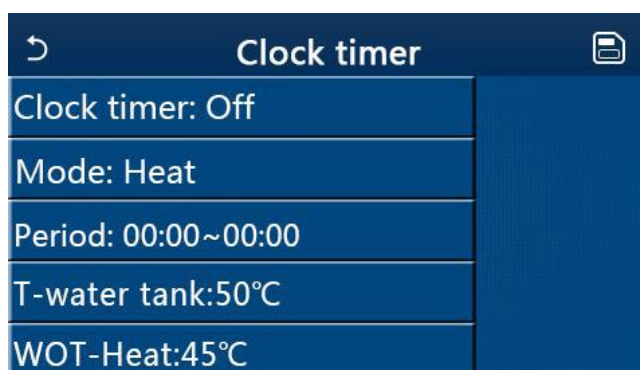 Clock timer
Clock timer: Off
Mode: Heat
Period: 00:00~00:00
T-water tank:50℃
WOT-Heat:45℃